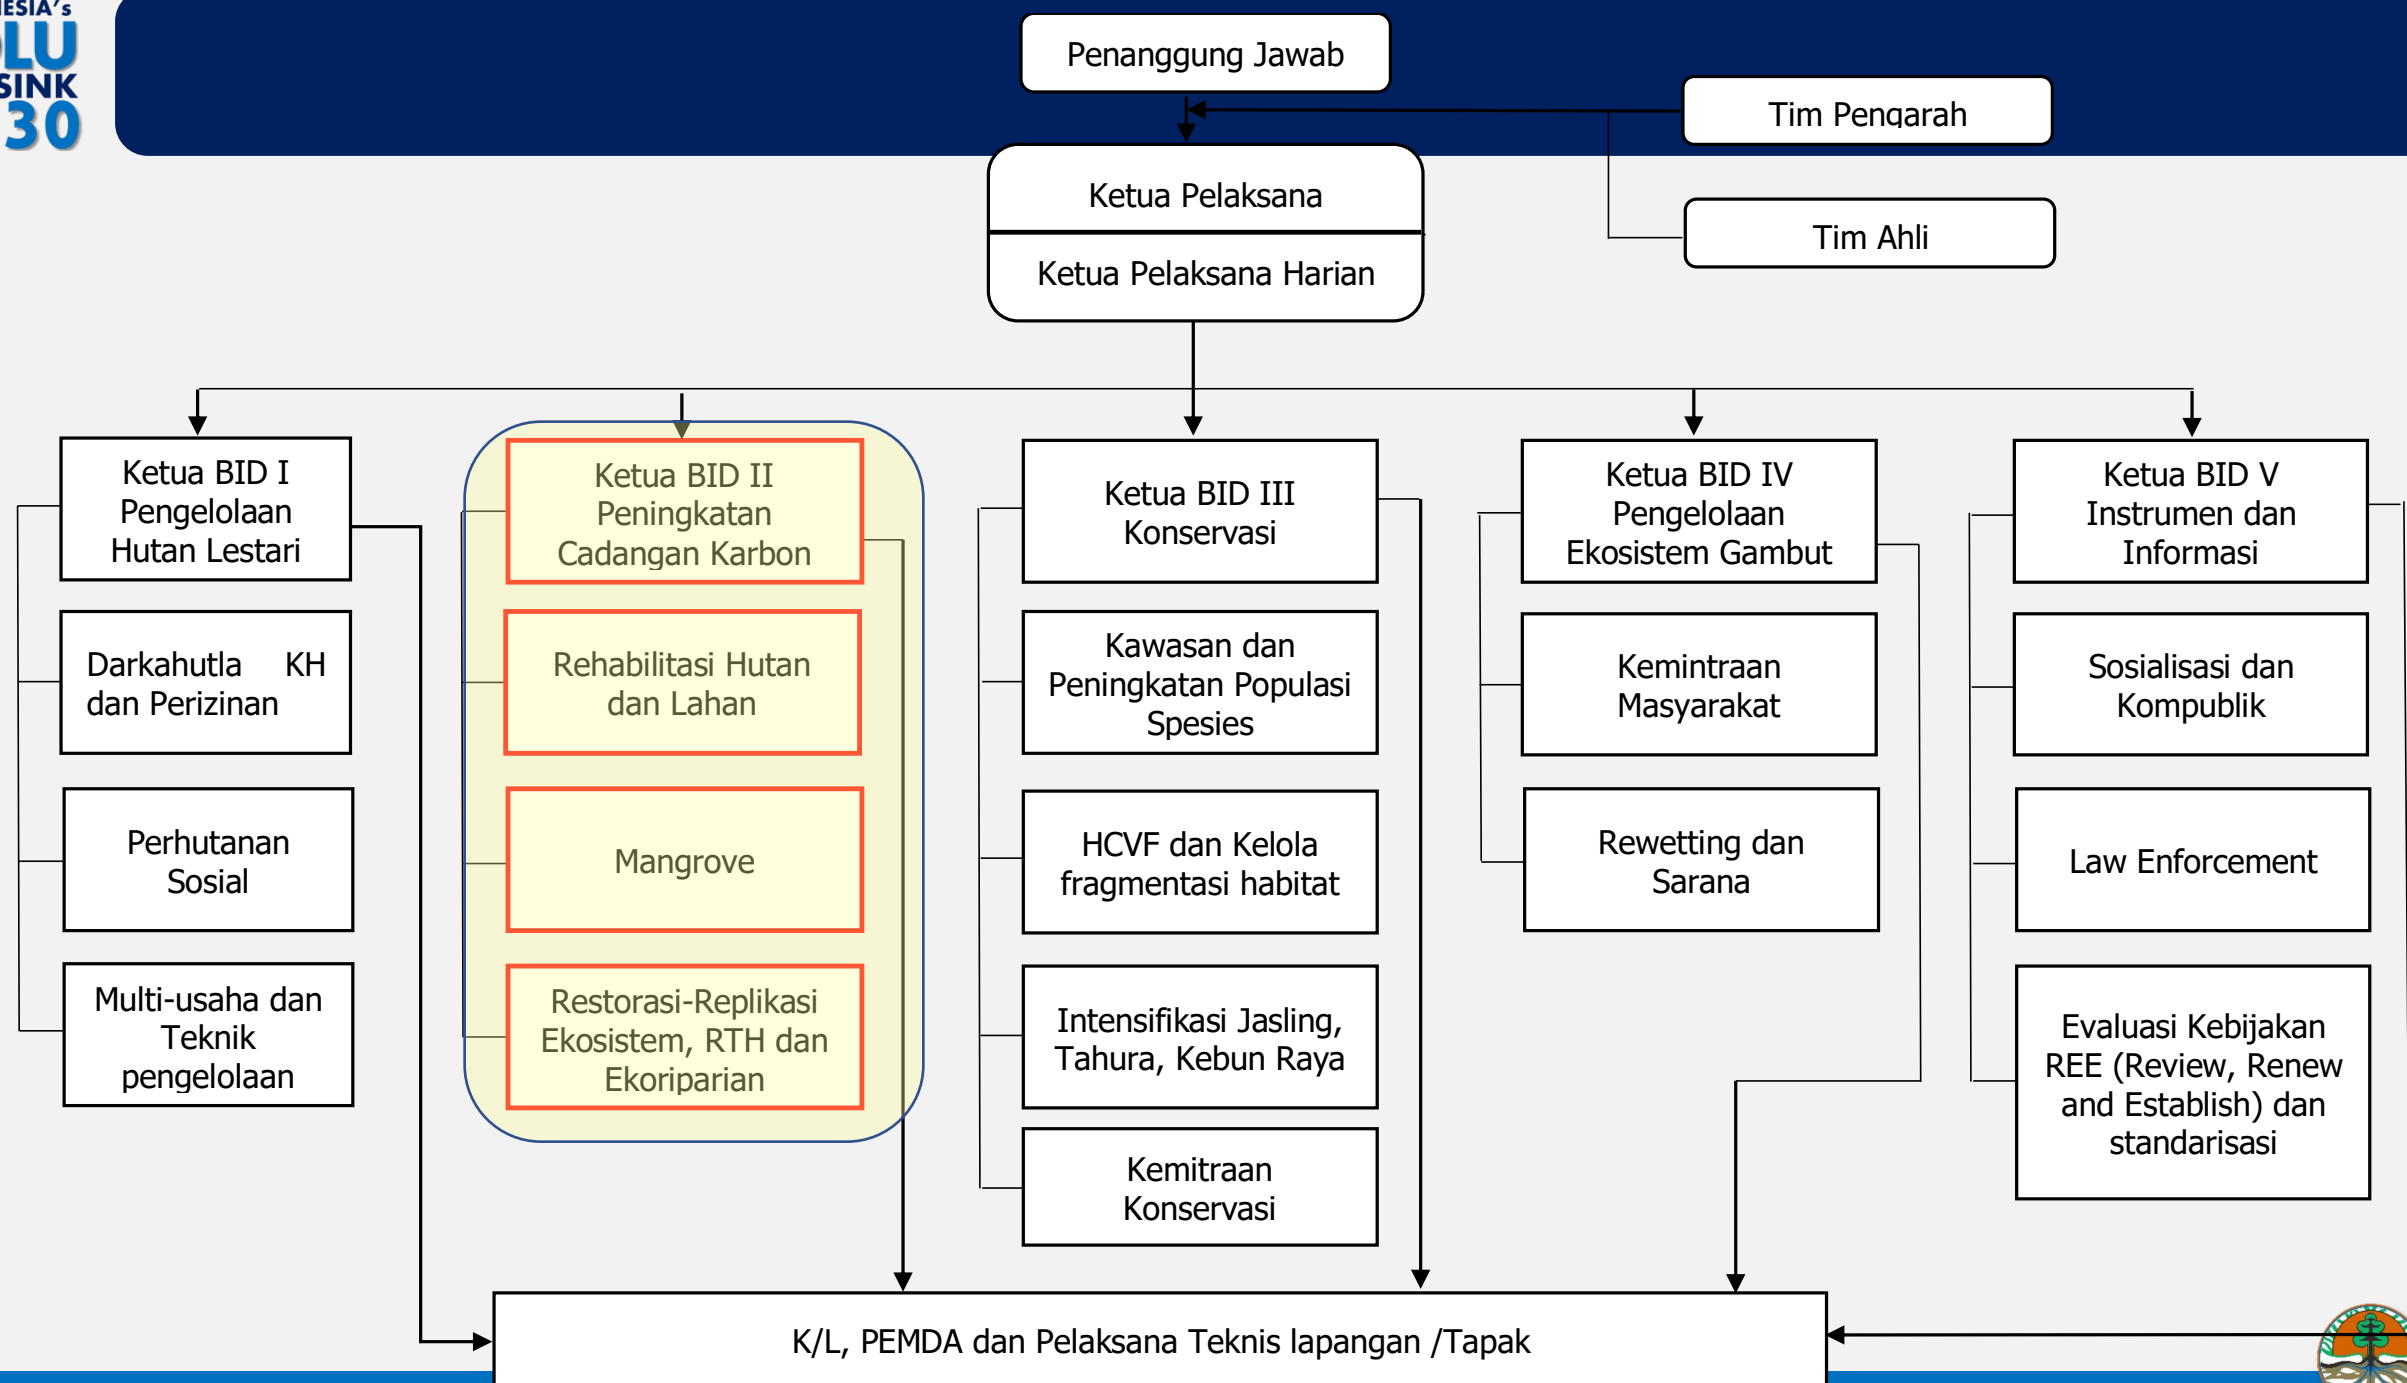 NESIA's
OLU
SINK
30
Penanggung Jawab
Tim Pengarah
Ketua Pelaksana
Tim Ahli
Ketua Pelaksana Harian
Ketua BID I
Pengelolaan
Hutan Lestari
Darkahutla KH
dan Perizinan
Perhutanan
Sosial
Multi-usaha dan
Teknik
pengelolaan
Ketua BID II
Peningkatan
Cadangan Karbon
Rehabilitasi Hutan
dan Lahan
Mangrove
Restorasi-Replikasi
Ekosistem, RTH dan
Ekoriparian
Ketua BID III
Konservasi
Kawasan dan
Peningkatan Populasi
Spesies
HCVF dan Kelola
fragmentasi habitat
Intensifikasi Jasling,
Tahura, Kebun Raya
Kemitraan
Konservasi
Ketua BID IV
Pengelolaan
Ekosistem Gambut
Kemintraan
Masyarakat
Rewetting dan
Sarana
Ketua BID V
Instrumen dan
Informasi
Sosialisasi dan
Kompublik
Law Enforcement
Evaluasi Kebijakan
REE (Review, Renew
and Establish) dan
standarisasi
K/L, PEMDA dan Pelaksana Teknis lapangan /Tapak